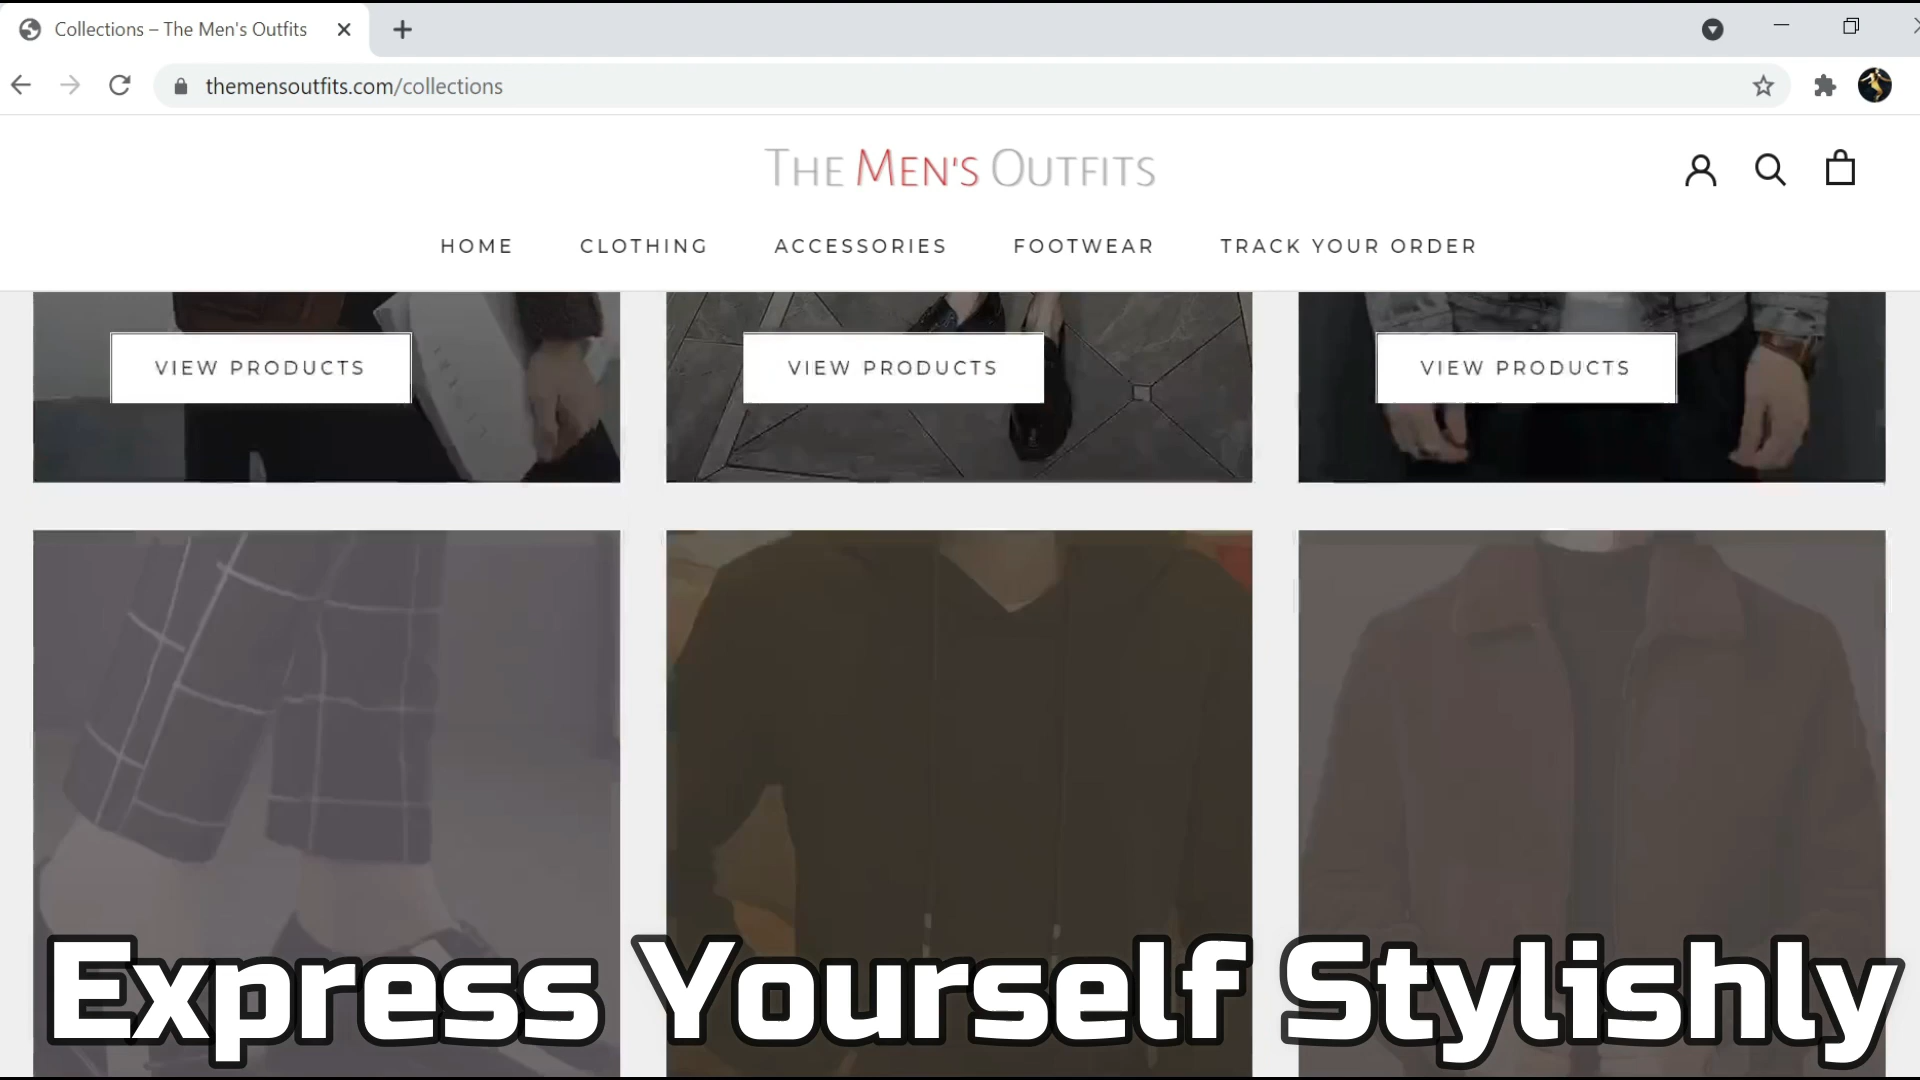 Collections – The Men's Outfits
themensoutfits.com/collections
THE MEN'S OUTFITS
HOME CLOTHING ACCESSORIES FOOTWEAR TRACK YOUR ORDER
VIEW PRODUCTS VIEW PRODUCTS VIEW PRODUCTS
Express Yourself Stylishly